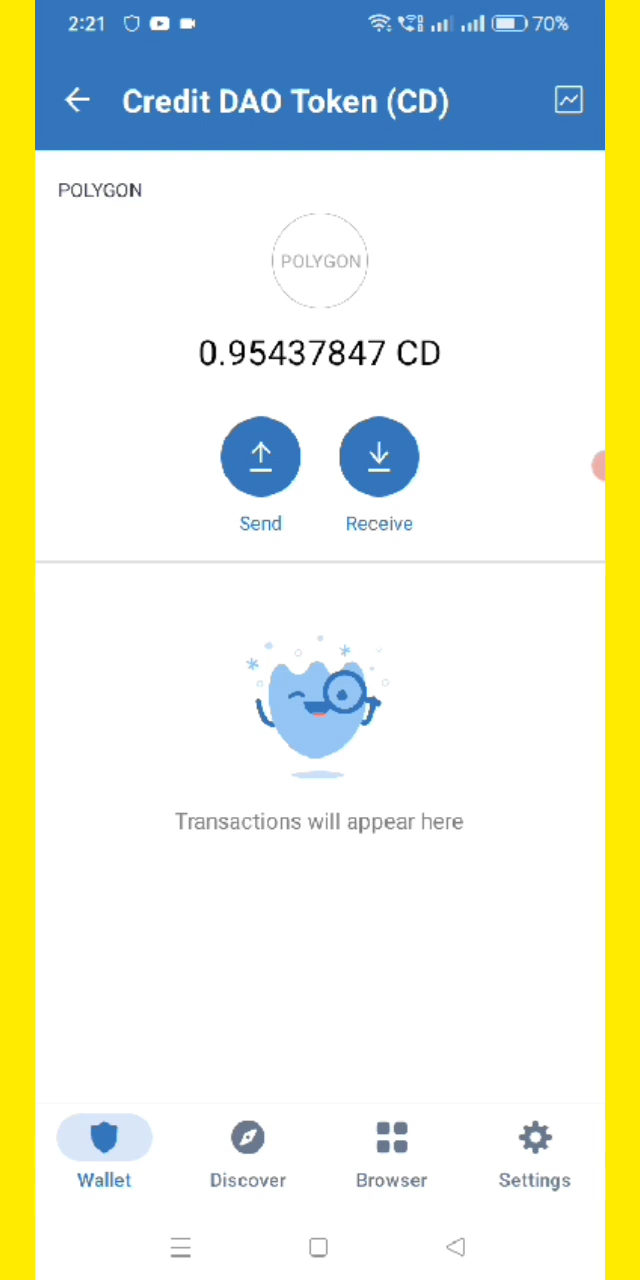 2:21 70%
Credit DAO Token (CD)
POLYGON
POLYGON
0.95437847 CD
Send Receive
Transactions will appear here
Wallet Discover Browser Settings